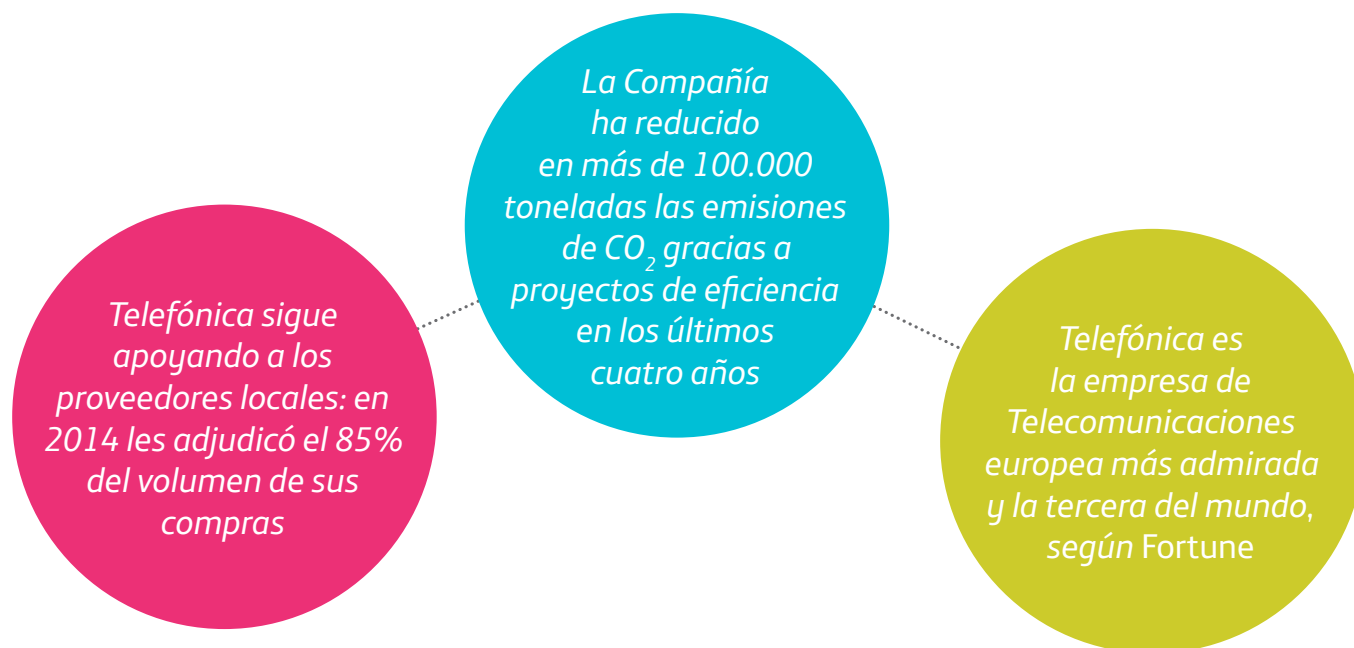 Telefónica sigue
apoyando a los
proveedores locales: en
2014 les adjudicó el 85%
del volumen de sus
compras
La Compañía
ha reducido
en más de 100.000
toneladas las emisiones
de CO₂ gracias a
proyectos de eficiencia
en los últimos
cuatro años
Telefónica es
la empresa de
Telecomunicaciones
europea más admirada
y la tercera del mundo,
según Fortune